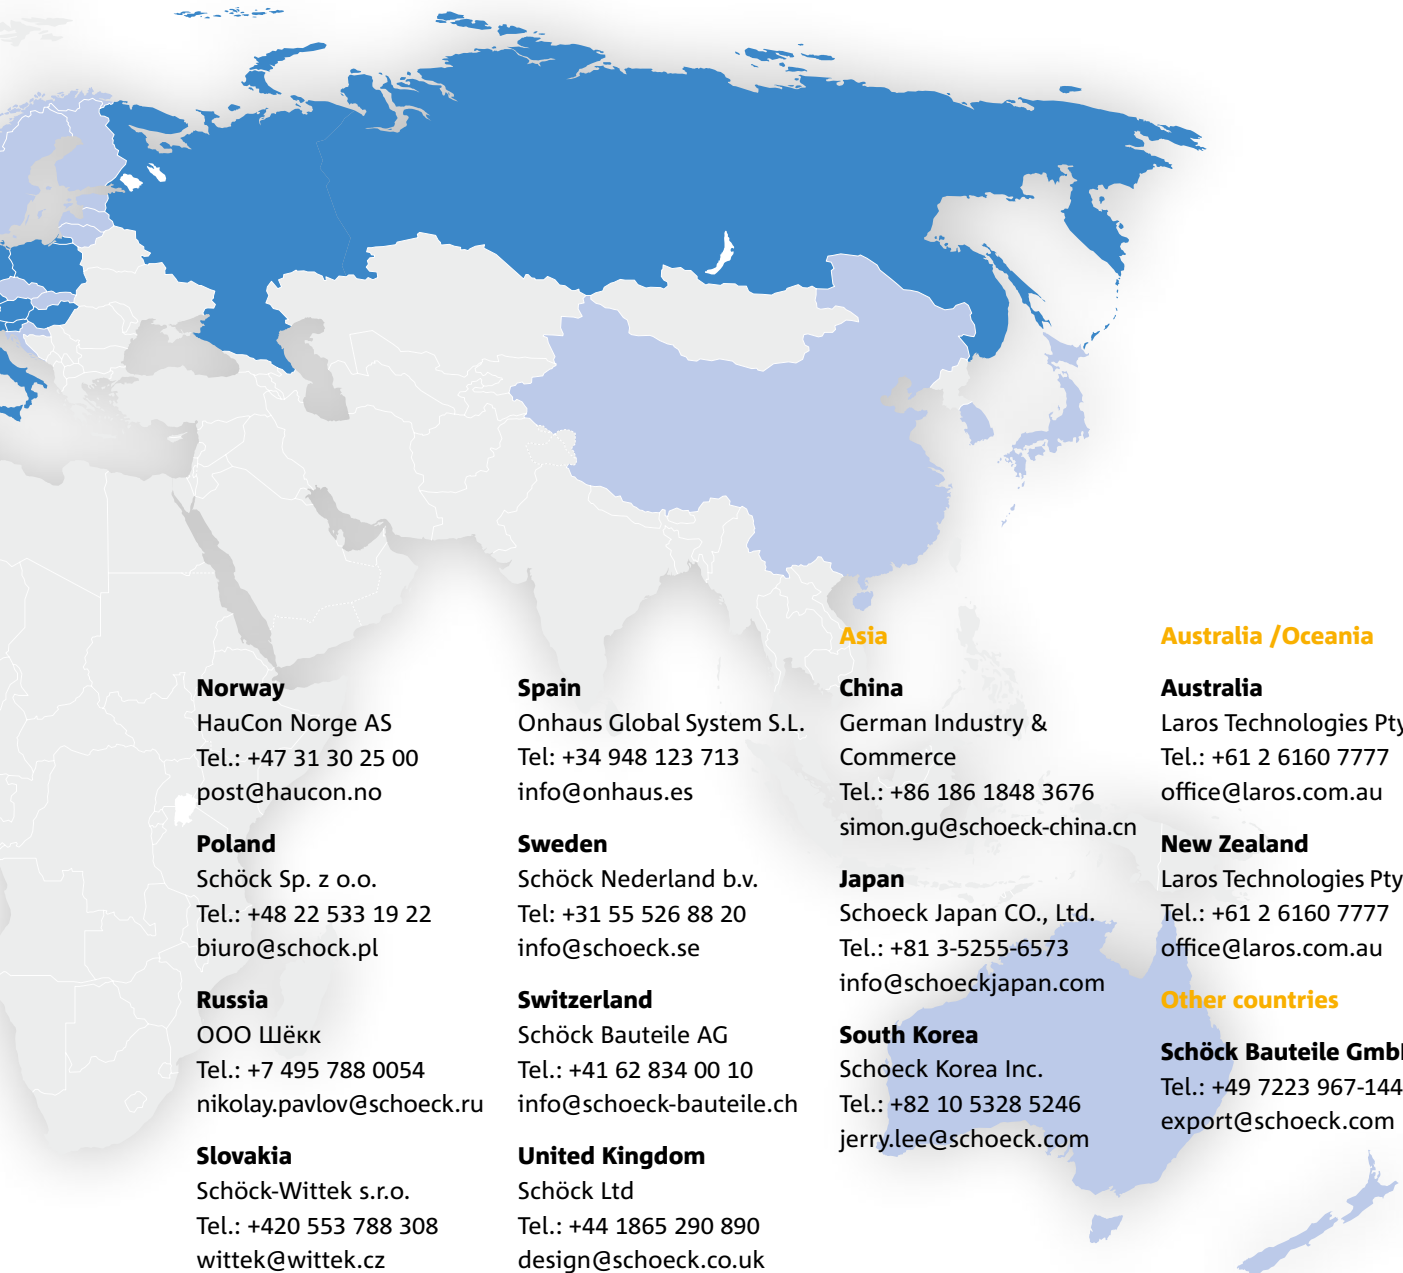 Norway
HauCon Norge AS
Tel.: +47 31 30 25 00
post@haucon.no
Poland
Schöck Sp. z o.o.
Tel.: +48 22 533 19 22
biuro@schock.pl
Russia
ООО Шёкк
Tel.: +7 495 788 0054
nikolay.pavlov@schoeck.ru
Slovakia
Schöck-Wittek s.r.o.
Tel.: +420 553 788 308
wittek@wittek.cz
Spain
Onhaus Global System S.L.
Tel: +34 948 123 713
info@onhaus.es
Sweden
Schöck Nederland b.v.
Tel: +31 55 526 88 20
info@schoeck.se
Switzerland
Schöck Bauteile AG
Tel.: +41 62 834 00 10
info@schoeck-bauteile.ch
United Kingdom
Schöck Ltd
Tel.: +44 1865 290 890
design@schoeck.co.uk
Asia
China
German Industry &
Commerce
Tel.: +86 186 1848 3676
simon.gu@schoeck-china.cn
Japan
Schoeck Japan CO., Ltd.
Tel.: +81 3-5255-6573
info@schoeckjapan.com
South Korea
Schoeck Korea Inc.
Tel.: +82 10 5328 5246
jerry.lee@schoeck.com
Australia /Oceania
Australia
Laros Technologies Pty
Tel.: +61 2 6160 7777
office@laros.com.au
New Zealand
Laros Technologies Pty
Tel.: +61 2 6160 7777
office@laros.com.au
Other countries
Schöck Bauteile Gmb
Tel.: +49 7223 967-144
export@schoeck.com